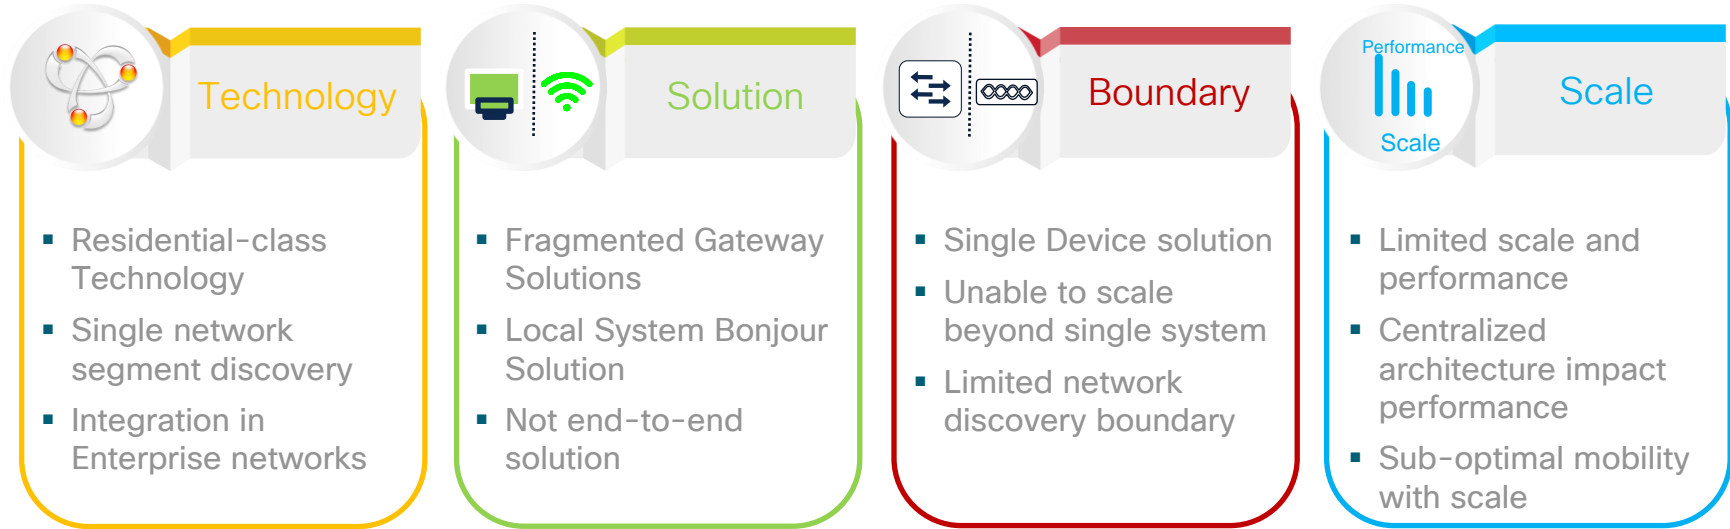 Technology
Residential-class
Technology
Single network
segment discovery
Integration in
Enterprise networks
Solution
Fragmented Gateway
Solutions
Local System Bonjour
Solution
Not end-to-end
solution
Boundary
Single Device solution
Unable to scale
beyond single system
Limited network
discovery boundary
Performance
Scale
Scale
Limited scale and
performance
Centralized
architecture impact
performance
Sub-optimal mobility
with scale